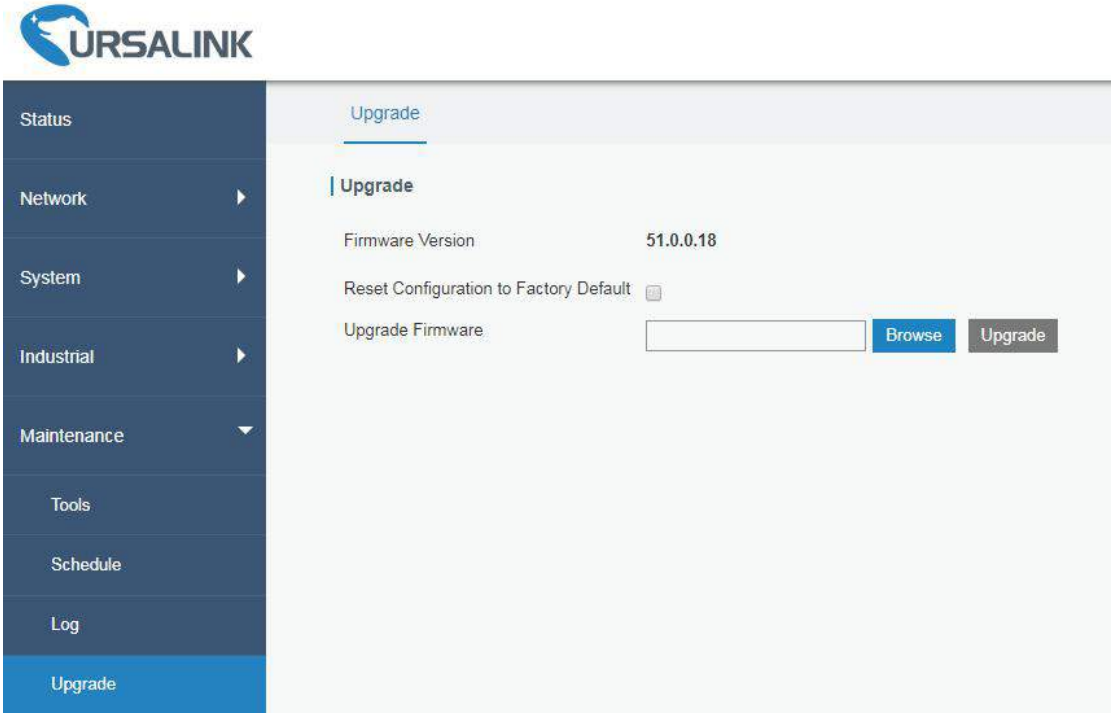 URSALINK
Status
Network
System
Industrial
Maintenance
Tools
Schedule
Log
Upgrade
Upgrade
Upgrade
Firmware Version 51.0.0.18
Reset Configuration to Factory Default
Upgrade Firmware Browse Upgrade